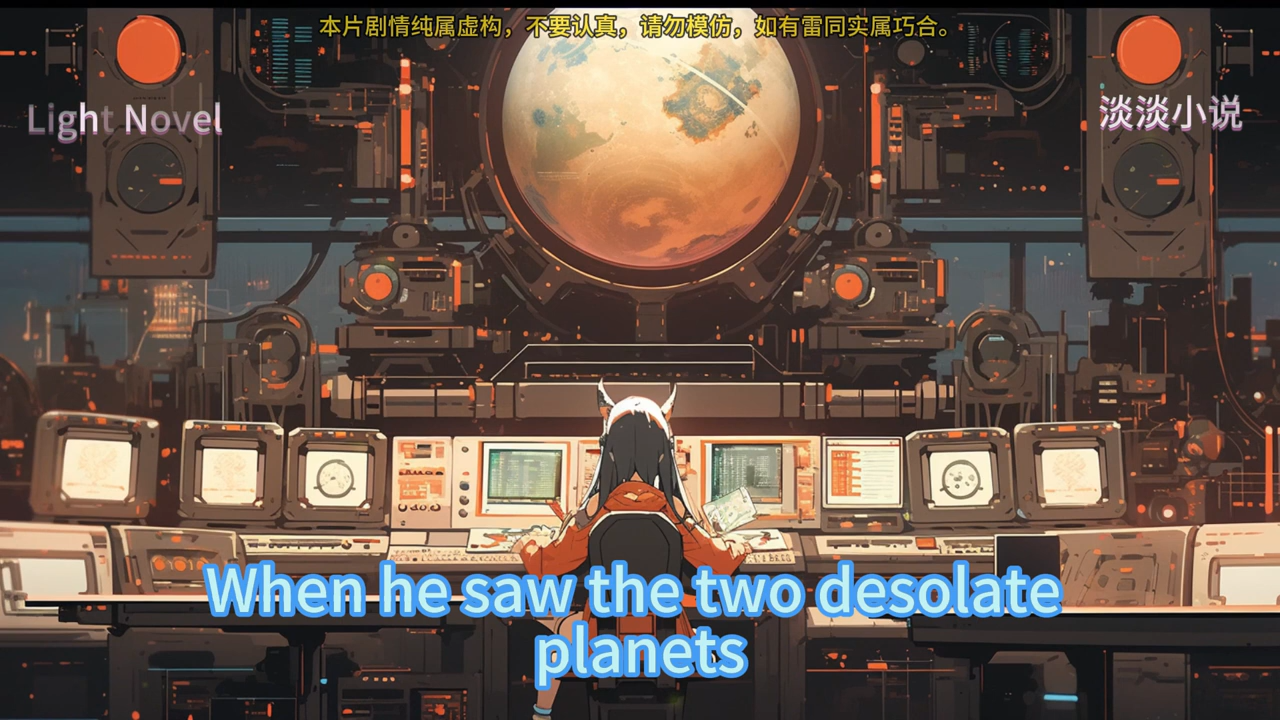 本片剧情纯属虚构，不要认真，请勿模仿，如有雷同实属巧合。
Light Novel
淡淡小说
When he saw the two desolate
planets